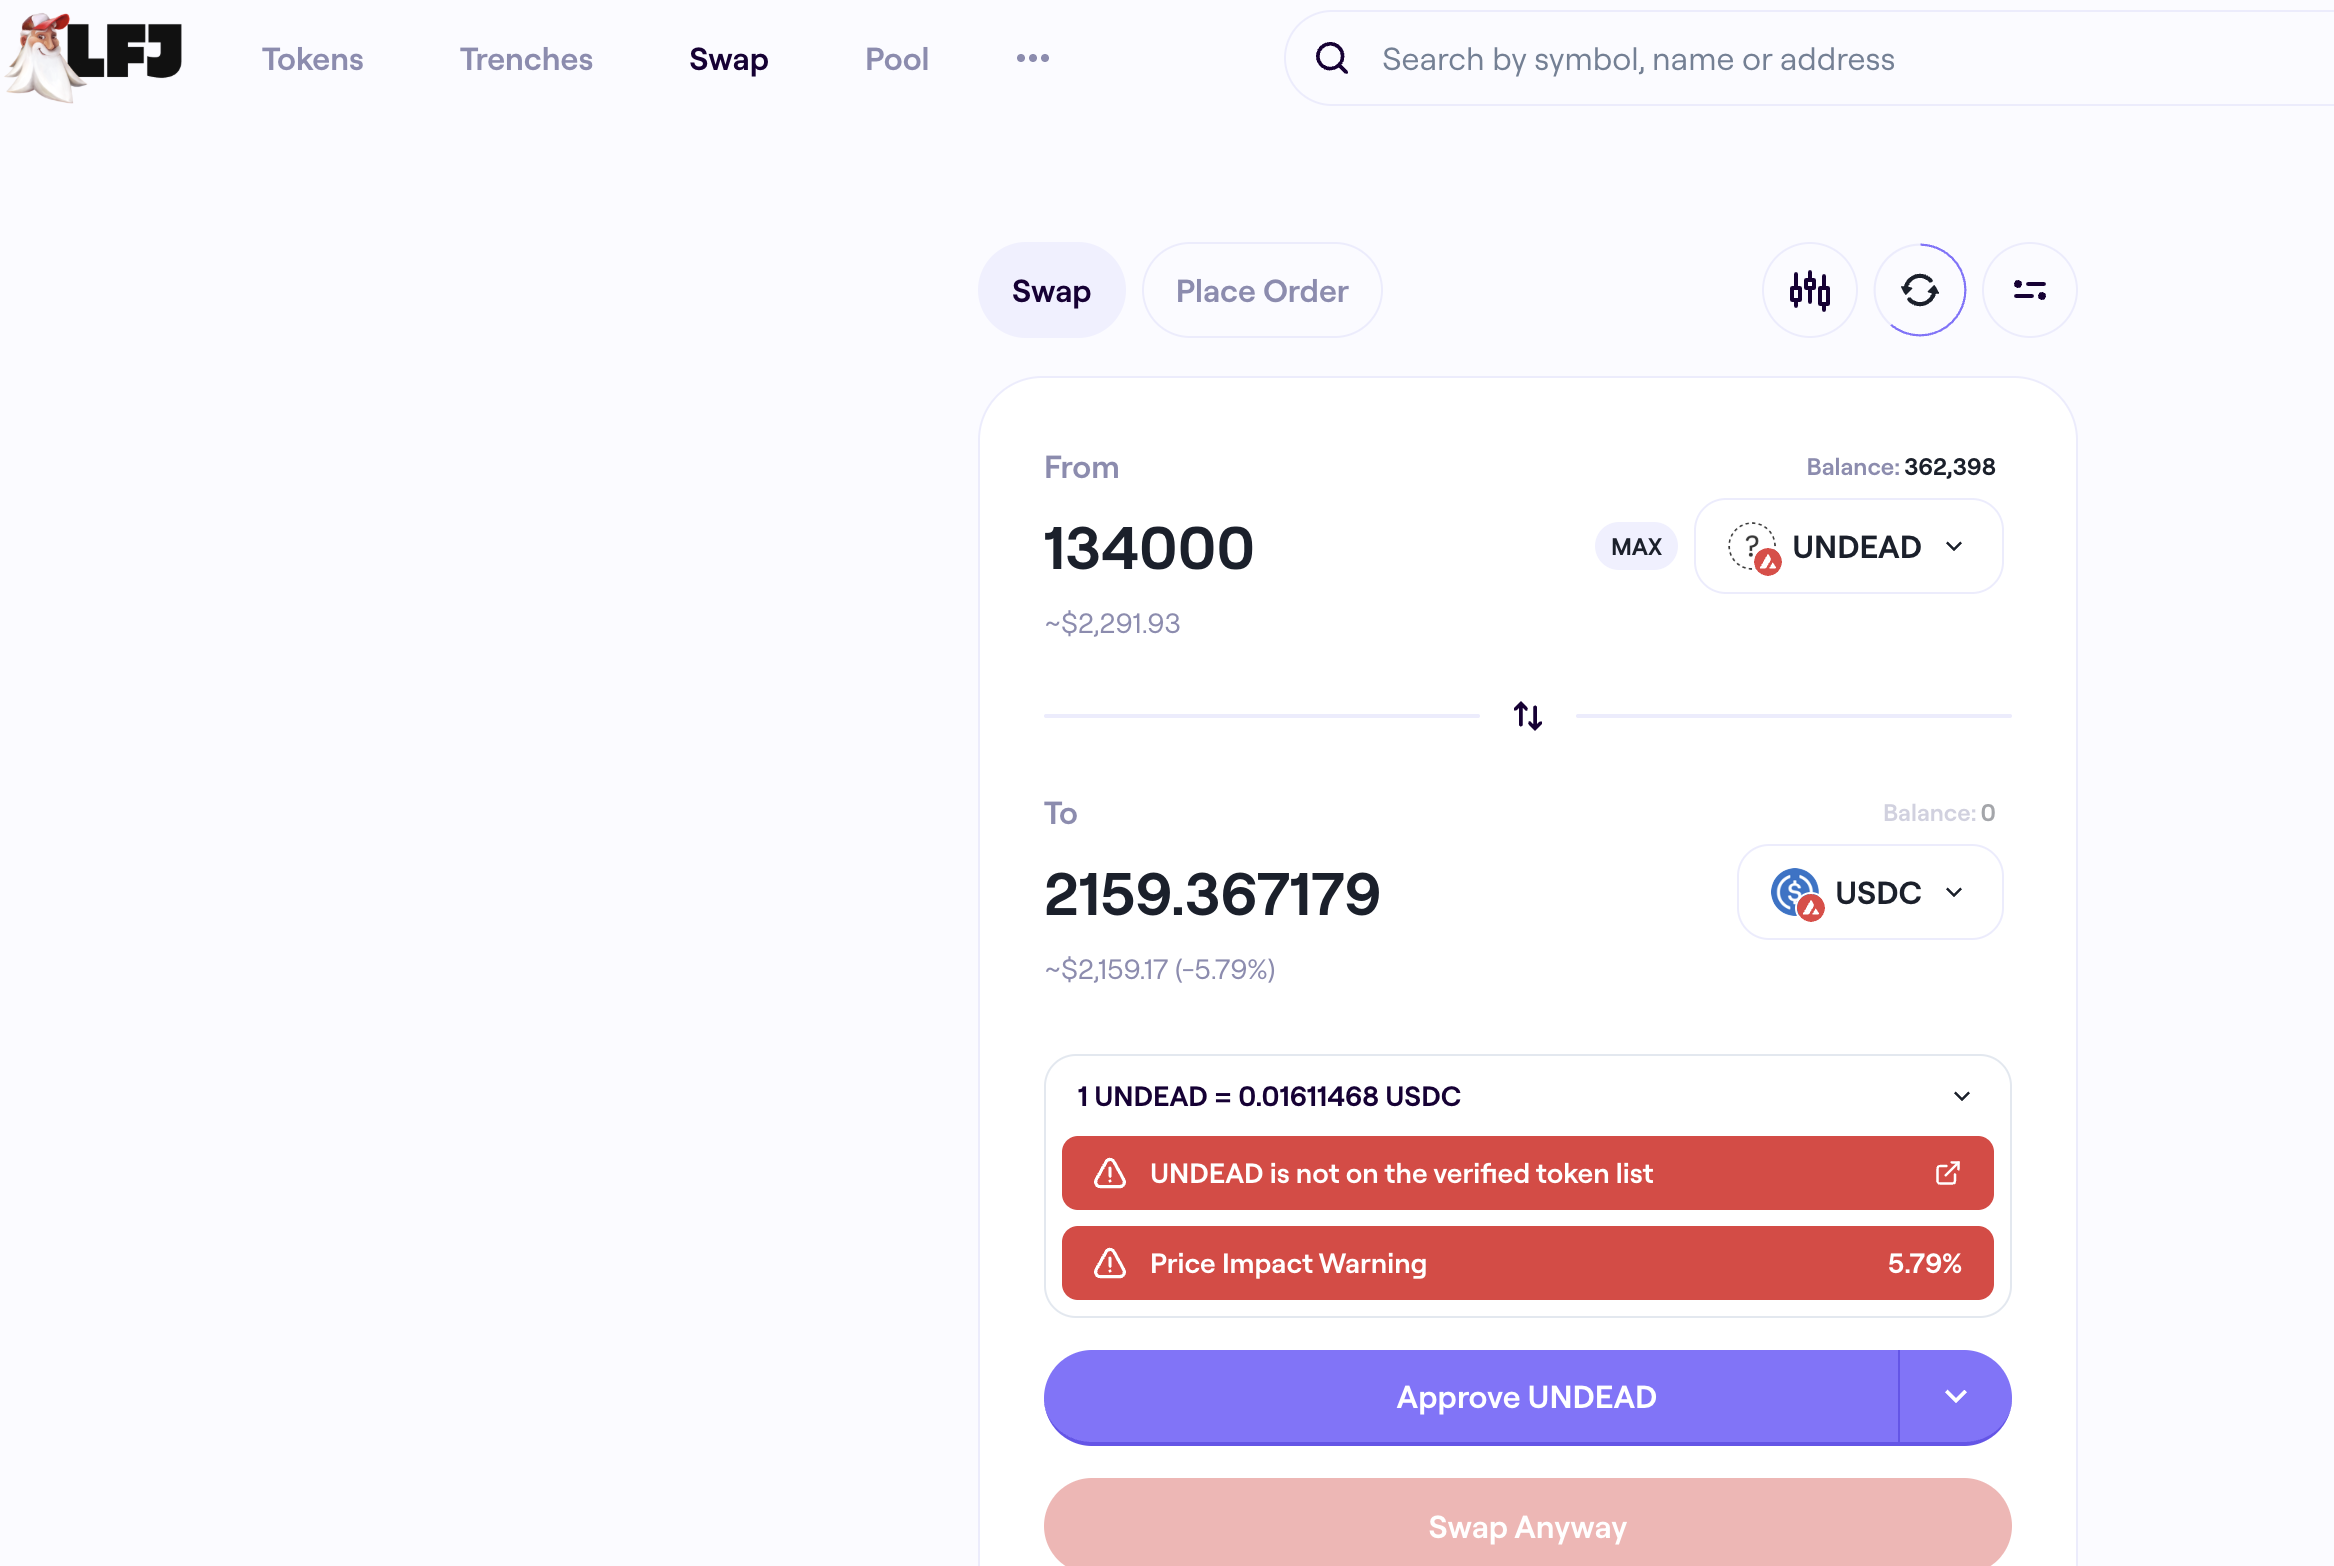 LFJ
Tokens
Trenches
Swap
Pool
Search by symbol, name or address
Swap
Place Order
From
Balance: 362,398
134000
MAX
UNDEAD
~$2,291.93
To
Balance: 0
2159.367179
USDC
~$2,159.17 (-5.79%)
1 UNDEAD = 0.01611468 USDC
UNDEAD is not on the verified token list
Price Impact Warning
5.79%
Approve UNDEAD
Swap Anyway